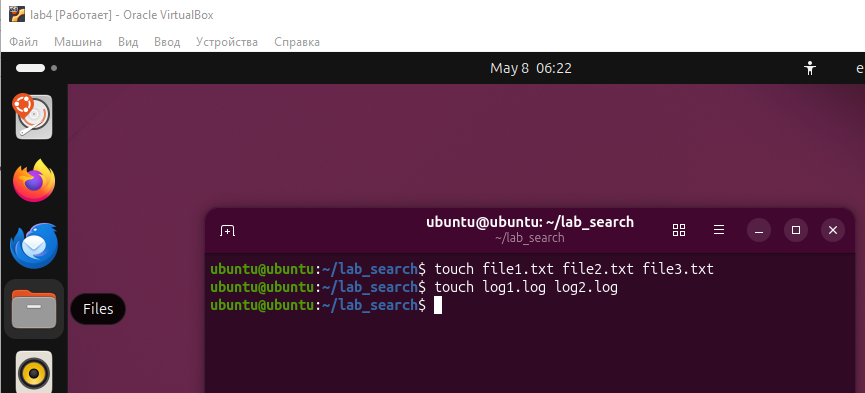 lab4 [Работает] - Oracle VirtualBox
Файл Машина Вид Ввод Устройства Справка
May 8 06:22
e
ubuntu@ubuntu: ~/lab_search
~/lab_search
ubuntu@ubuntu:~/lab_search$ touch file1.txt file2.txt file3.txt
ubuntu@ubuntu:~/lab_search$ touch log1.log log2.log
ubuntu@ubuntu:~/lab_search$
Files